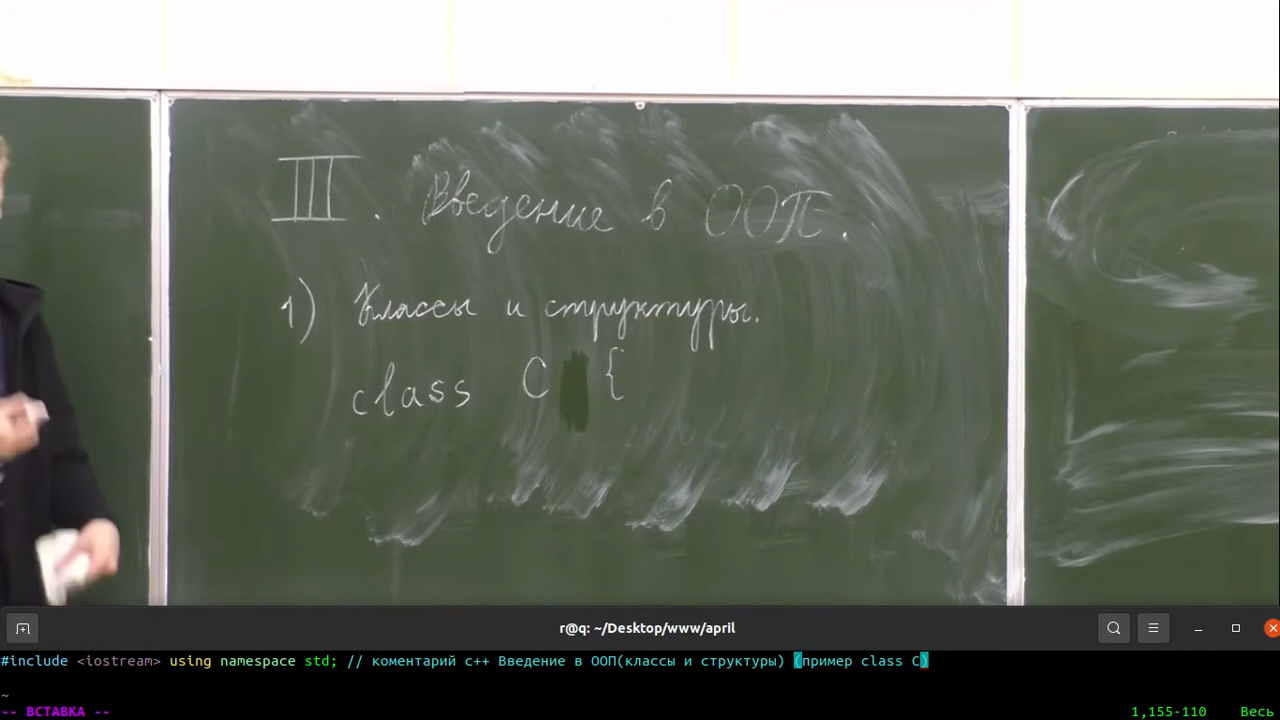 III. Введение в ООП.
1) Классы и структуры.
class C {
r@q: ~/Desktop/www/april
#include <iostream> using namespace std; // коментарий c++ Введение в ООП(классы и структуры) (пример class C)
~
-- ВСТАВКА --
1,155-110
Весь